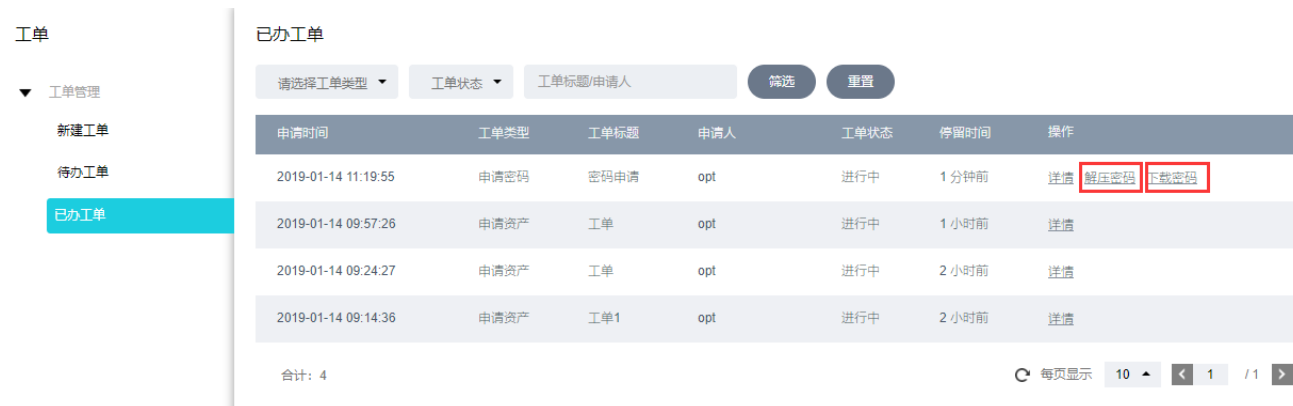 工单
工单管理
新建工单
待办工单
已办工单
已办工单
请选择工单类型 工单状态 工单标题/申请人 筛选 重置
申请时间 工单类型 工单标题 申请人 工单状态 停留时间 操作
2019-01-14 11:19:55 申请密码 密码申请 opt 进行中 1 分钟前 详情 解压密码 下载密码
2019-01-14 09:57:26 申请资产 工单 opt 进行中 1 小时前 详情
2019-01-14 09:24:27 申请资产 工单 opt 进行中 2 小时前 详情
2019-01-14 09:14:36 申请资产 工单1 opt 进行中 2 小时前 详情
合计: 4 每页显示 10 1 / 1